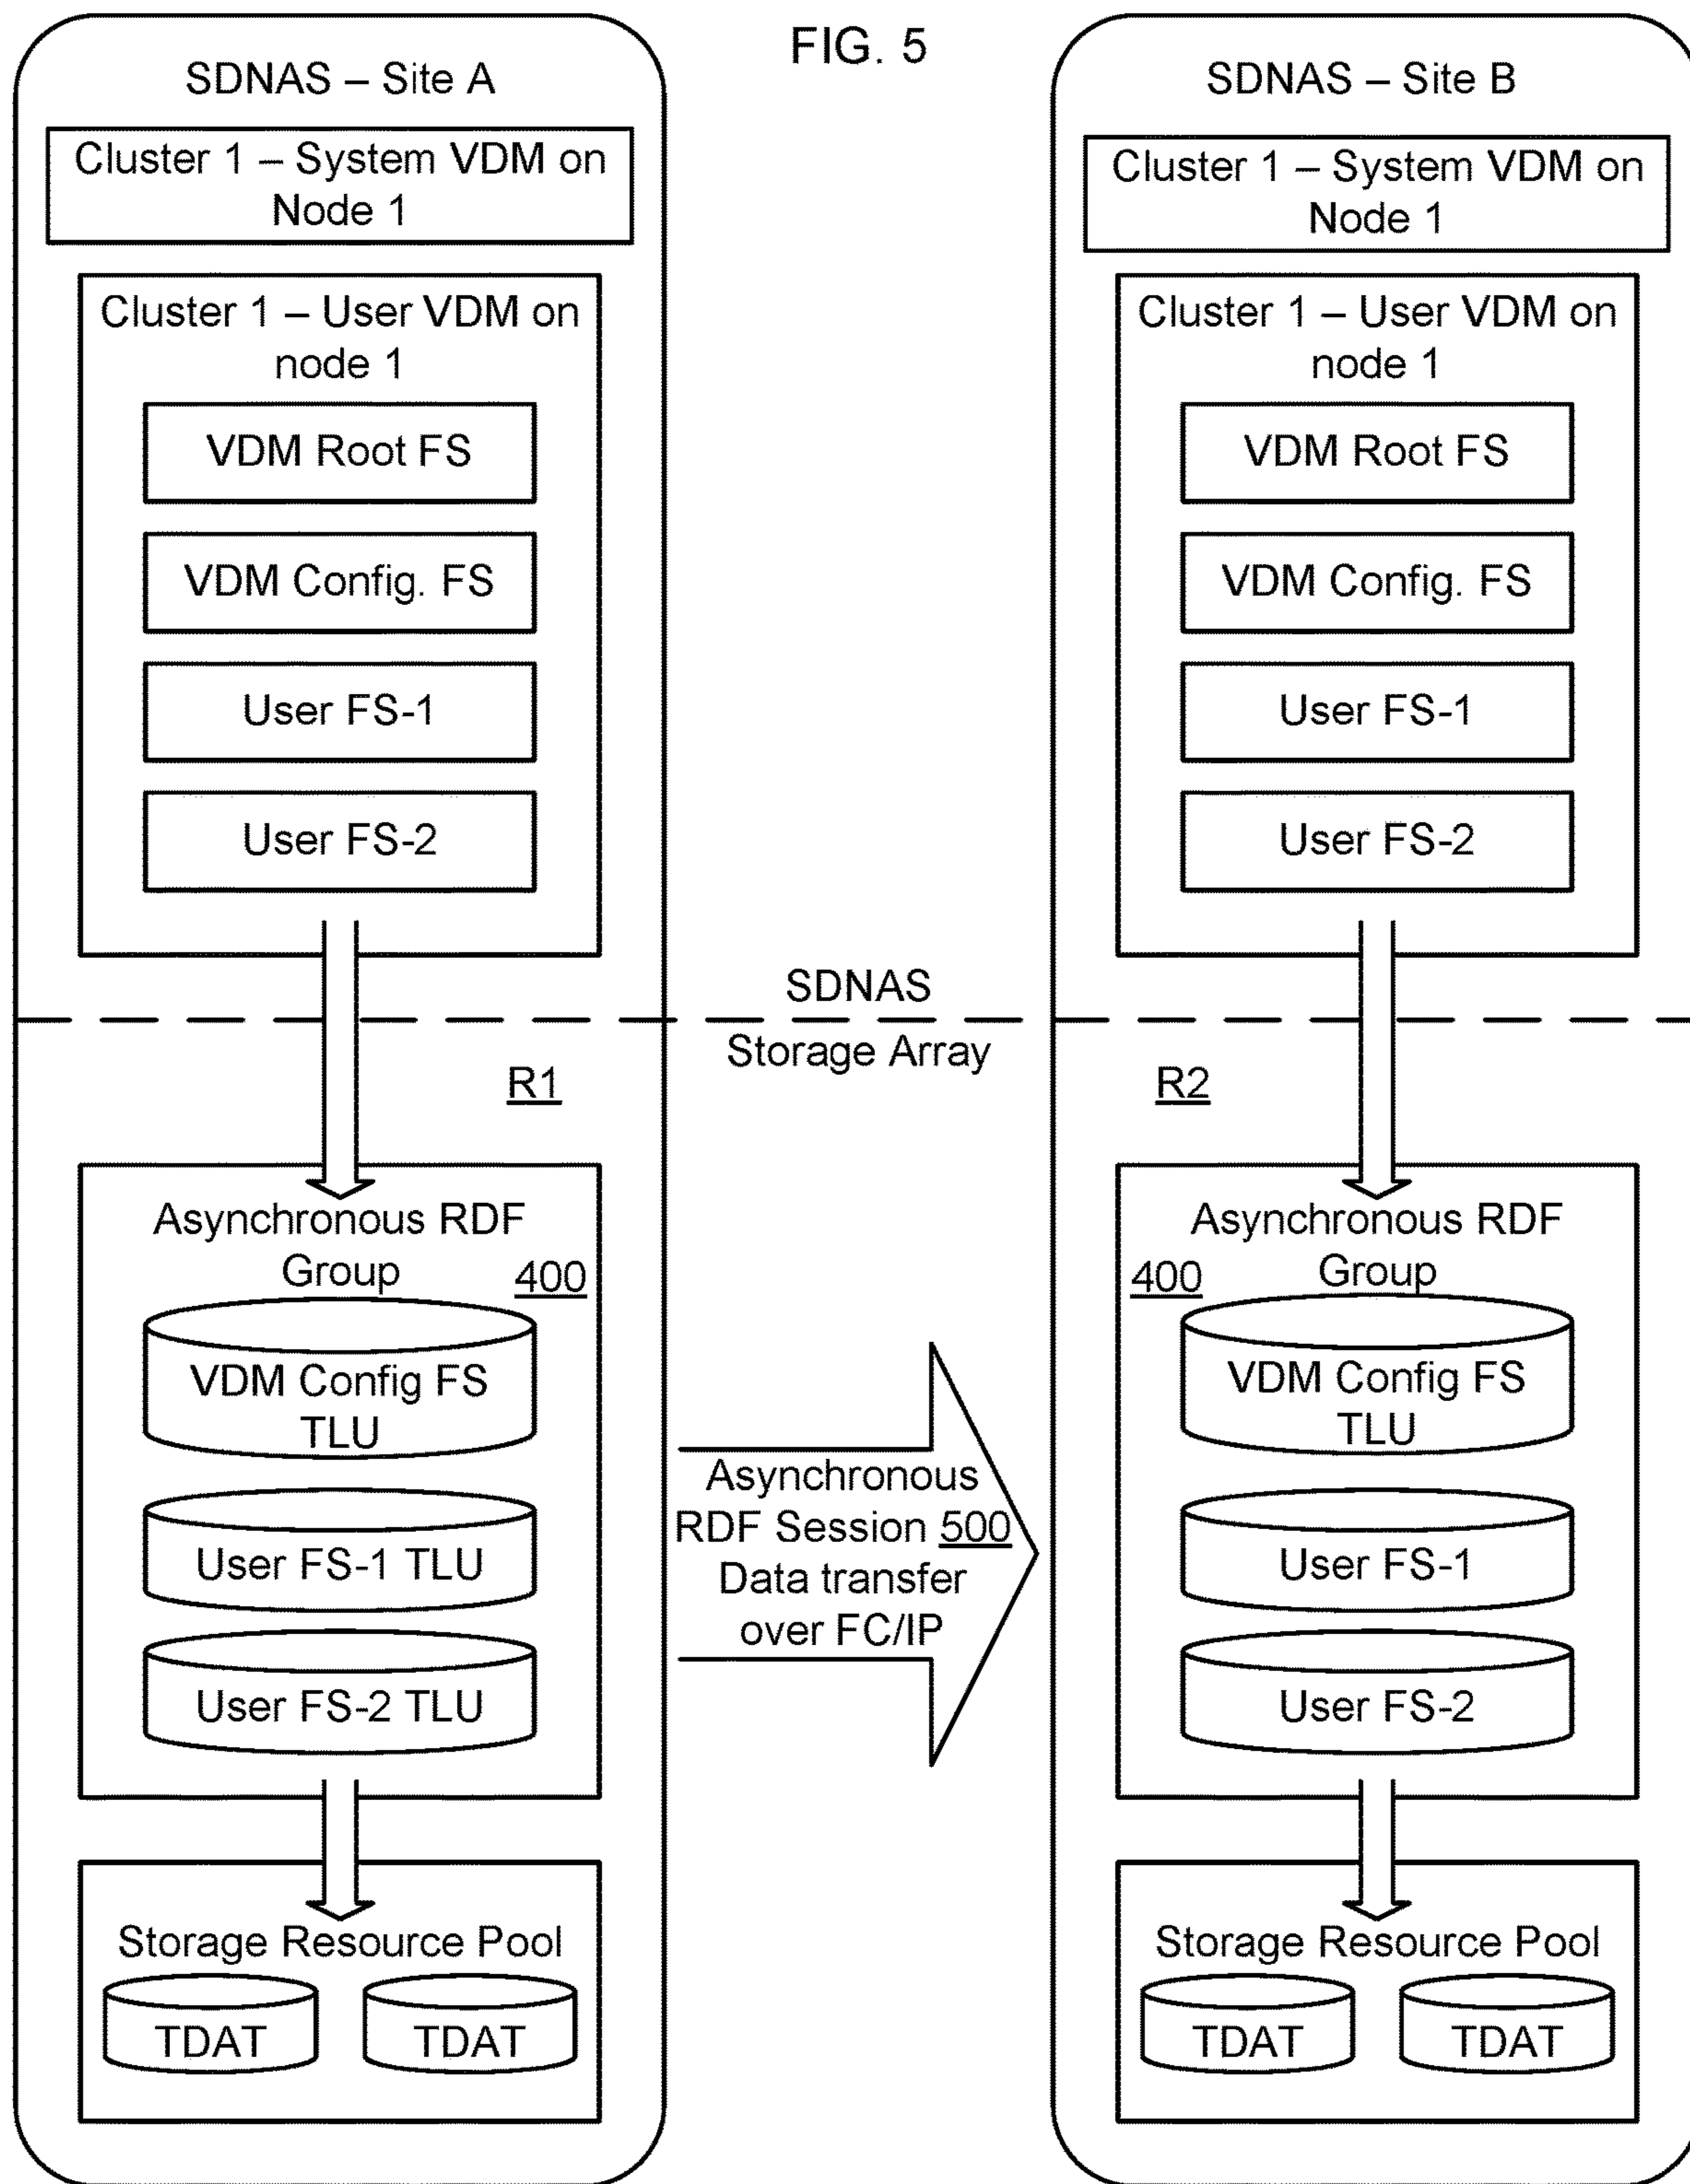 FIG. 5
SDNAS – Site A
Cluster 1 – System VDM on
Node 1
Cluster 1 – User VDM on
node 1
VDM Root FS
VDM Config. FS
User FS-1
User FS-2
SDNAS – Site B
Cluster 1 – System VDM on
Node 1
Cluster 1 – User VDM on
node 1
VDM Root FS
VDM Config. FS
User FS-1
User FS-2
SDNAS
Storage Array
R1
Asynchronous RDF
Group
400
VDM Config FS
TLU
User FS-1 TLU
User FS-2 TLU
Storage Resource Pool
TDAT
TDAT
Asynchronous
RDF Session 500
Data transfer
over FC/IP
R2
Asynchronous RDF
Group
400
VDM Config FS
TLU
User FS-1
User FS-2
Storage Resource Pool
TDAT
TDAT